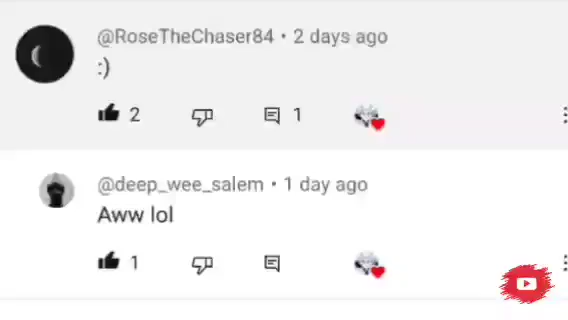 @RoseTheChaser84 • 2 days ago
:)
2 1
@deep_wee_salem • 1 day ago
Aww lol
1